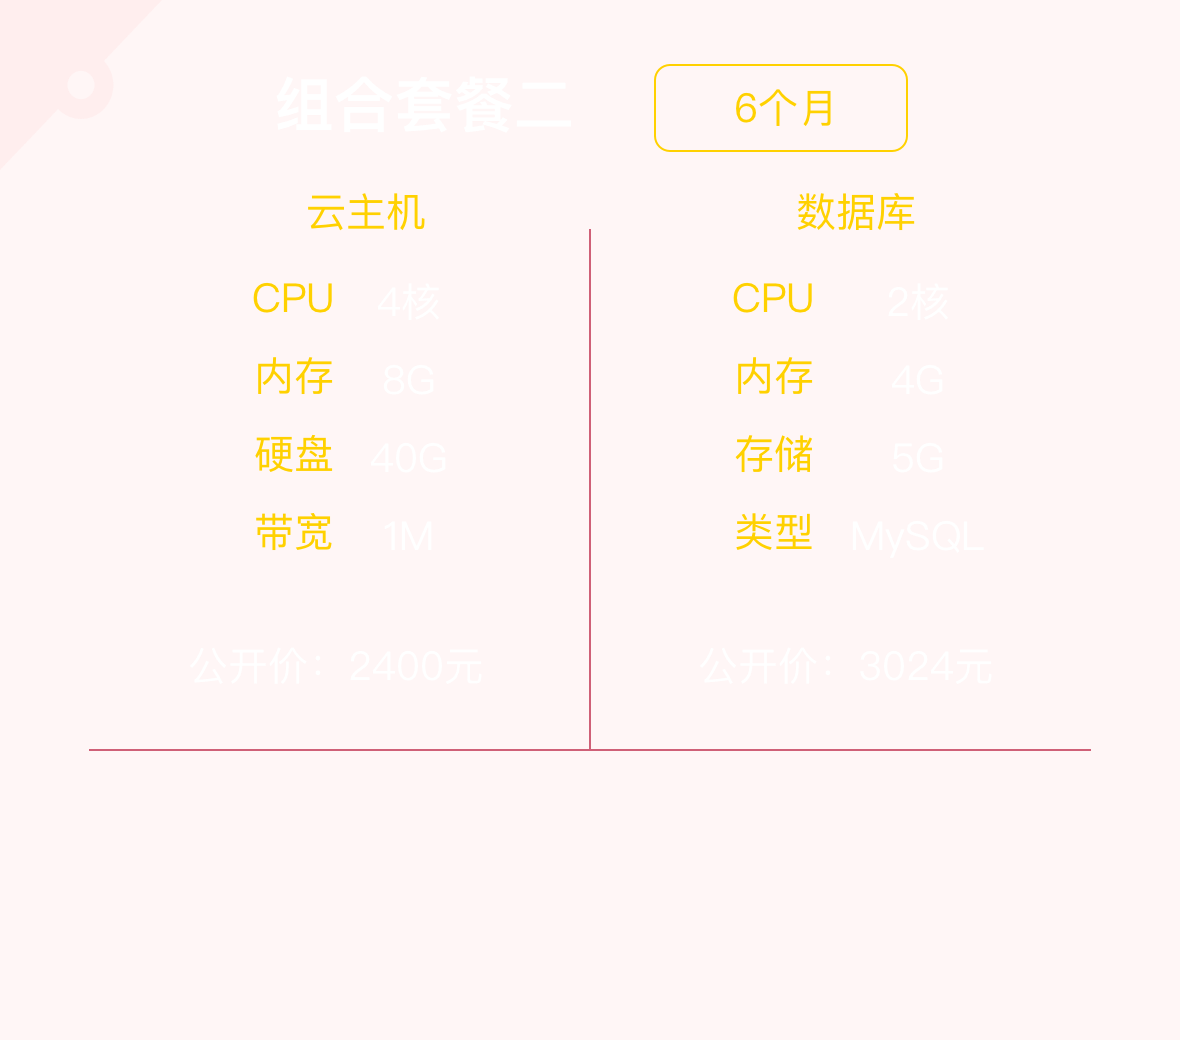 组合套餐二 6个月
云主机
CPU 4核
内存 8G
硬盘 40G
带宽 1M
公开价：2400元
数据库
CPU 2核
内存 4G
存储 5G
类型 MySQL
公开价：3024元